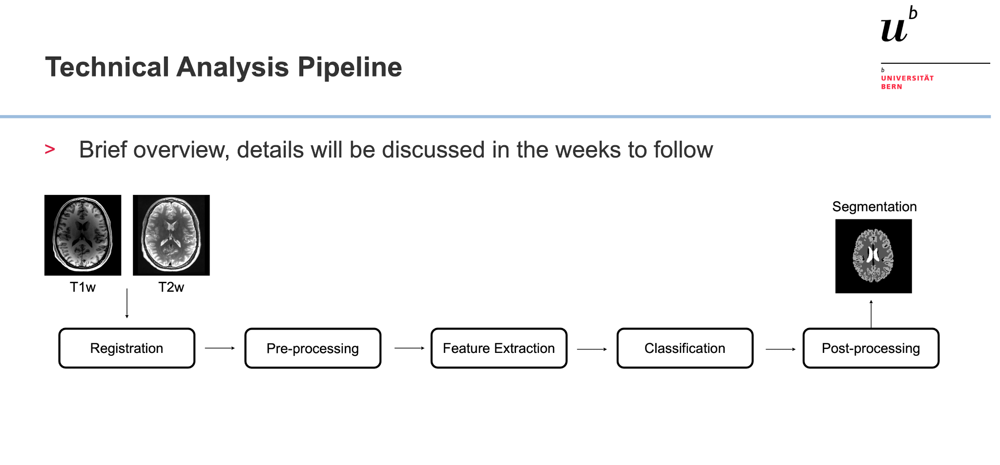 u b
b
UNIVERSITÄT
BERN
Technical Analysis Pipeline
> Brief overview, details will be discussed in the weeks to follow
T1w
T2w
Segmentation
Registration
Pre-processing
Feature Extraction
Classification
Post-processing